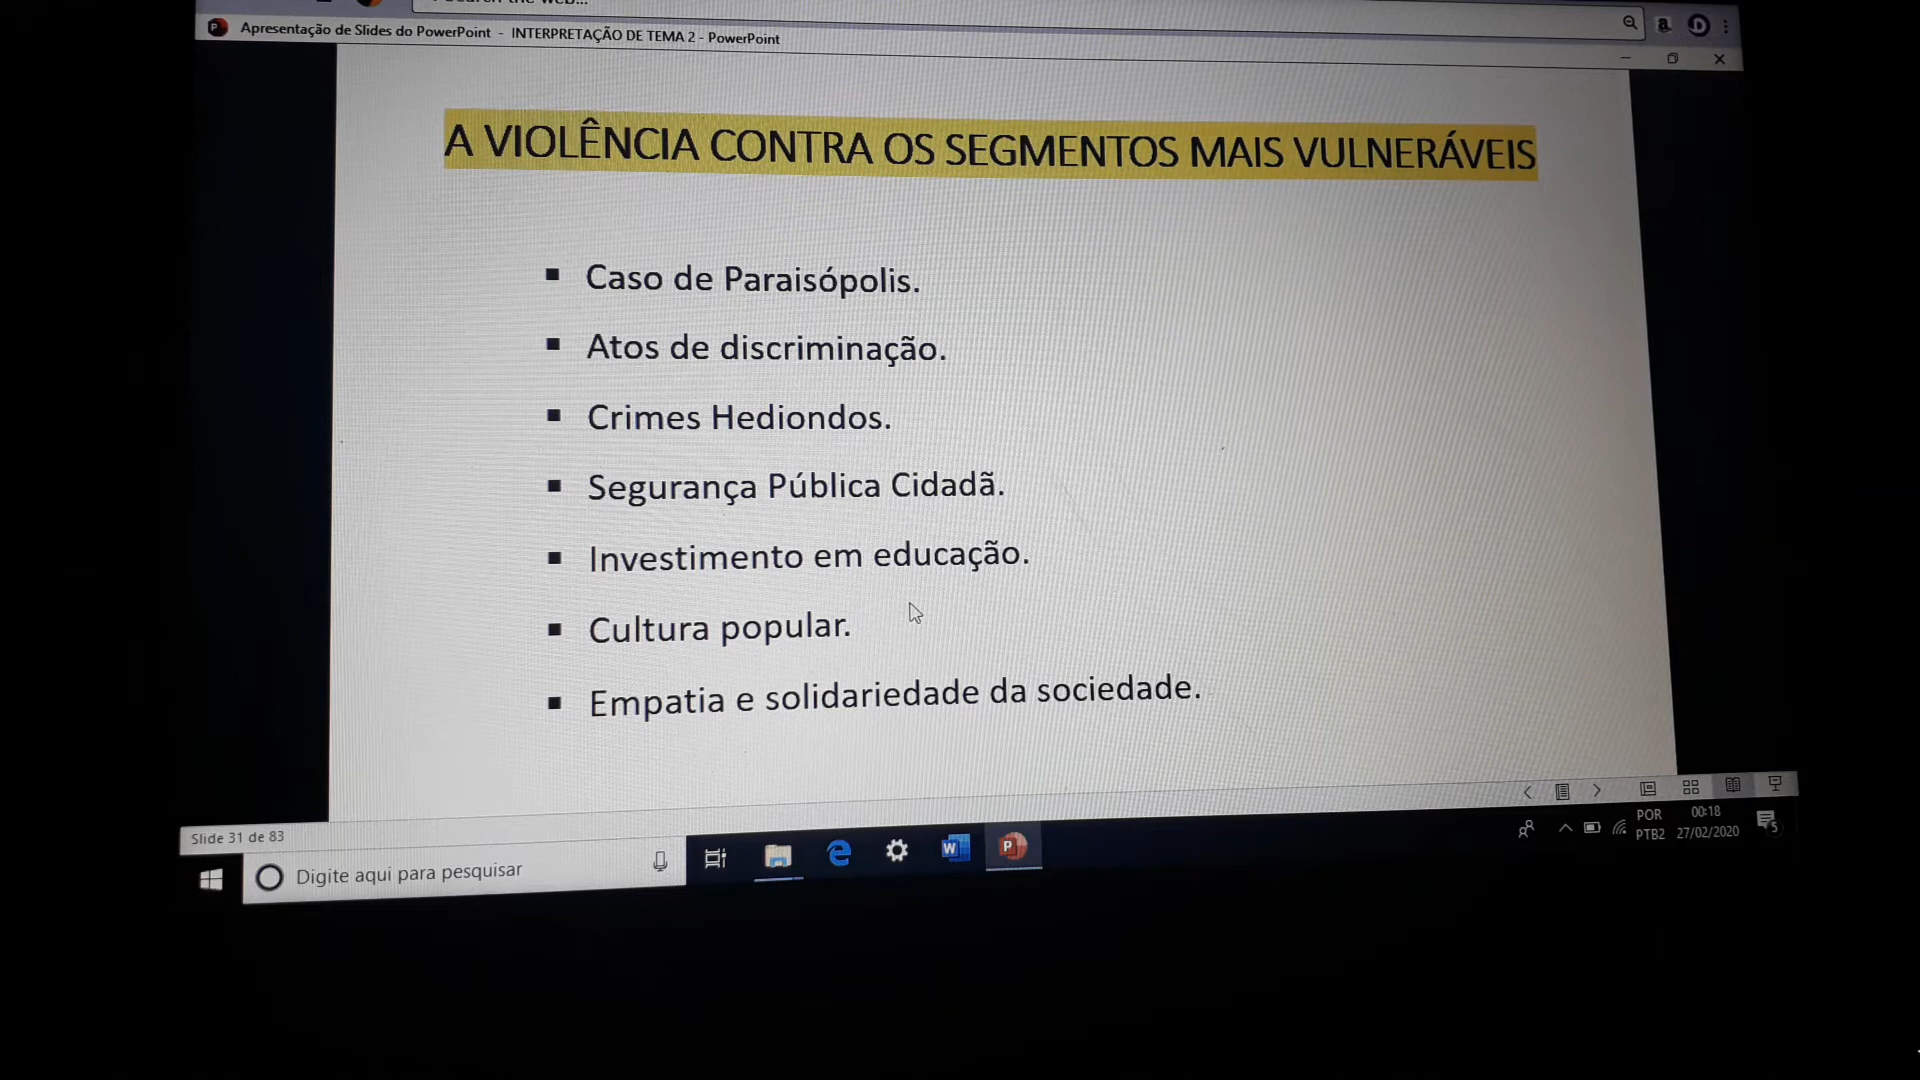 Apresentação de Slides do PowerPoint - INTERPRETAÇÃO DE TEMA 2 - PowerPoint
A VIOLÊNCIA CONTRA OS SEGMENTOS MAIS VULNERÁVEIS
▪ Caso de Paraisópolis.
▪ Atos de discriminação.
▪ Crimes Hediondos.
▪ Segurança Pública Cidadã.
▪ Investimento em educação.
▪ Cultura popular.
▪ Empatia e solidariedade da sociedade.
Slide 31 de 83
Digite aqui para pesquisar
POR
PTB2
00:18
27/02/2020
5